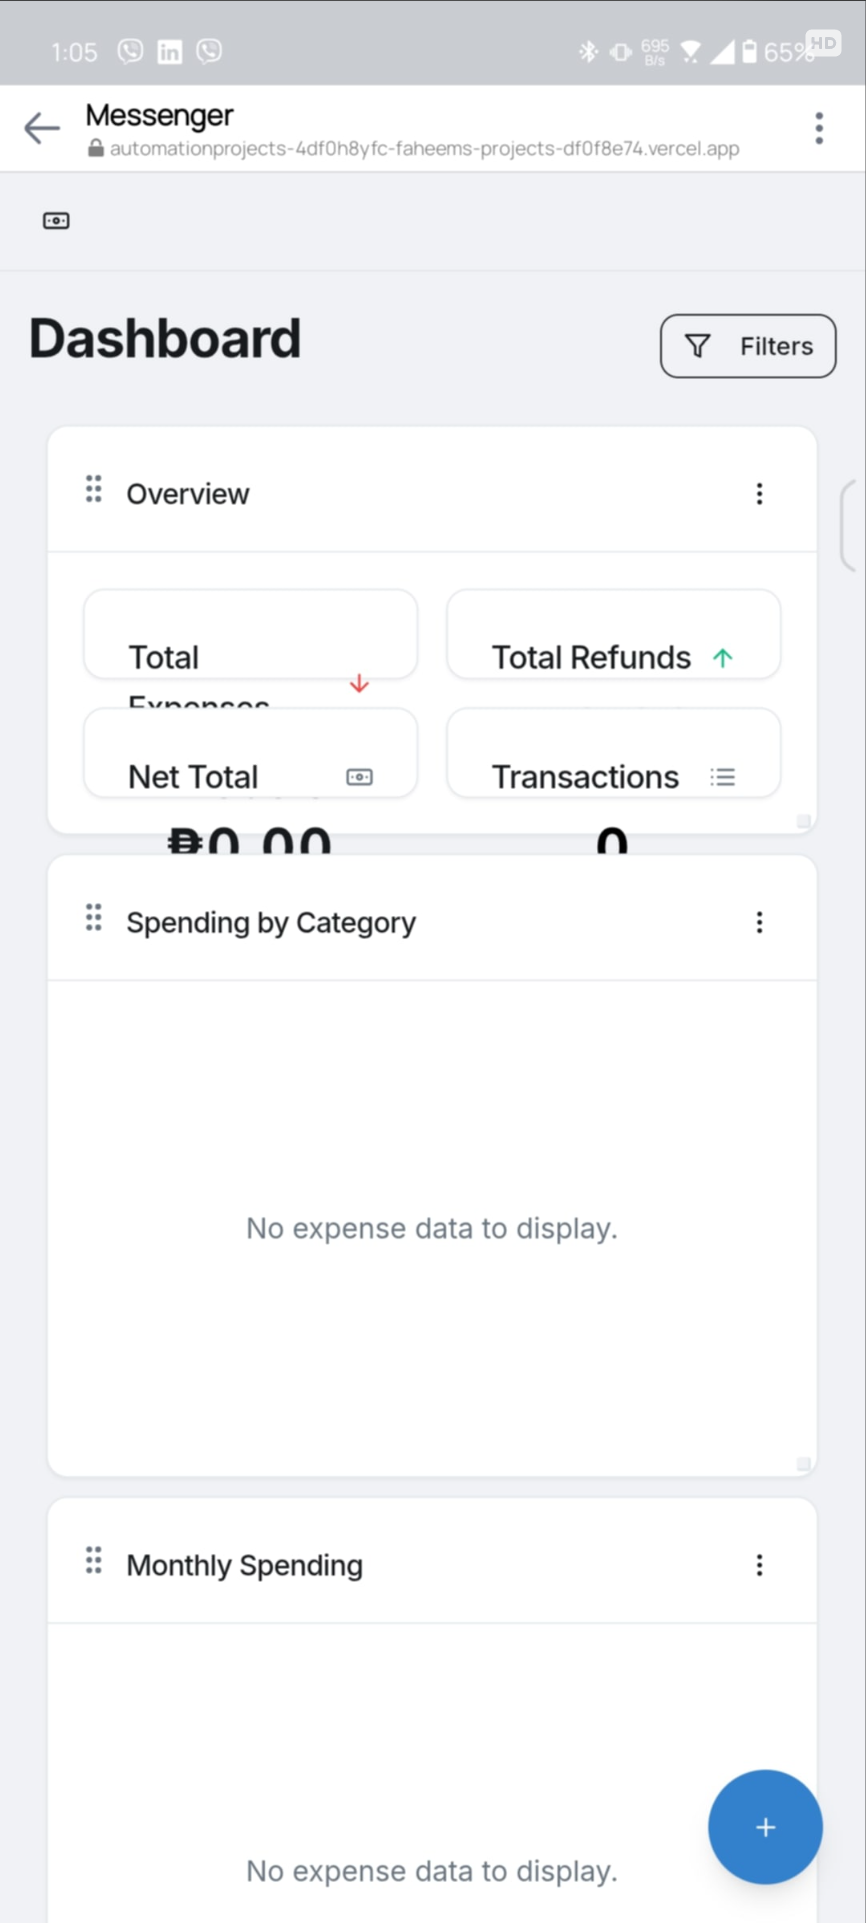 1:05 695 B/s 65% HD
Messenger
automationprojects-4df0h8yfc-faheems-projects-df0f8e74.vercel.app
Dashboard
Filters
Overview
Total
Expenses
Total Refunds
Net Total
Transactions
₱0.00
0
Spending by Category
No expense data to display.
Monthly Spending
No expense data to display.